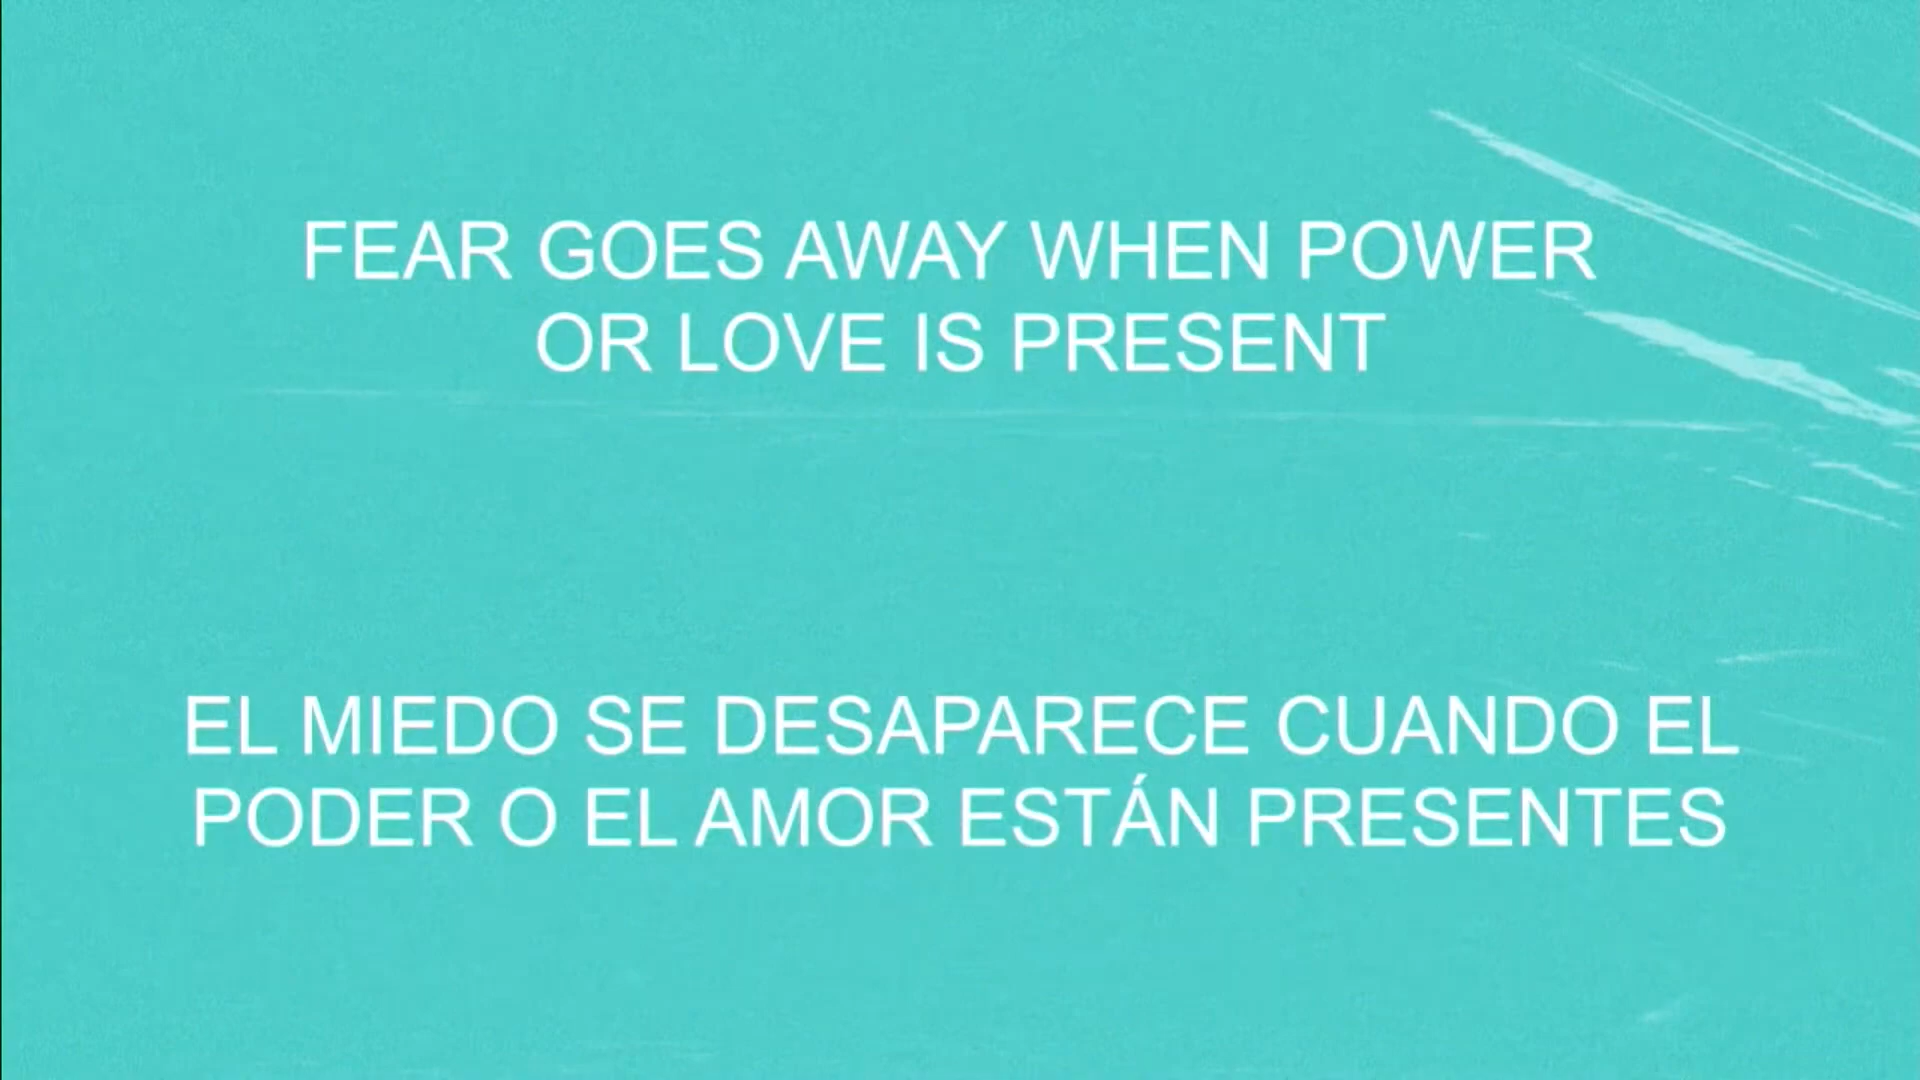 FEAR GOES AWAY WHEN POWER
OR LOVE IS PRESENT
EL MIEDO SE DESAPARECE CUANDO EL
PODER O EL AMOR ESTÁN PRESENTES